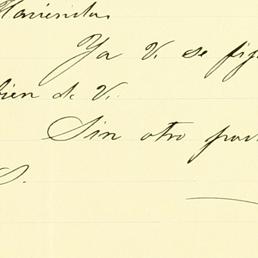 Hacienda.
Ya V. se fig
bien de V.
Sin otro par
S.